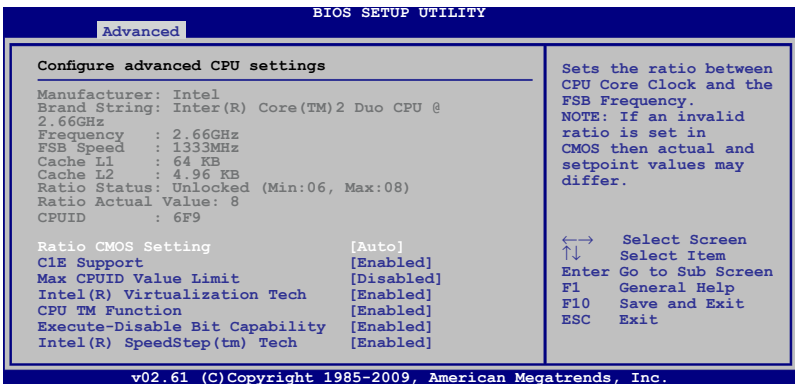 BIOS SETUP UTILITY
Advanced
Configure advanced CPU settings
Manufacturer: Intel
Brand String: Inter(R) Core(TM)2 Duo CPU @
2.66GHz
Frequency : 2.66GHz
FSB Speed : 1333MHz
Cache L1 : 64 KB
Cache L2 : 4.96 KB
Ratio Status: Unlocked (Min:06, Max:08)
Ratio Actual Value: 8
CPUID : 6F9
Ratio CMOS Setting [Auto]
C1E Support [Enabled]
Max CPUID Value Limit [Disabled]
Intel(R) Virtualization Tech [Enabled]
CPU TM Function [Enabled]
Execute-Disable Bit Capability [Enabled]
Intel(R) SpeedStep(tm) Tech [Enabled]
Sets the ratio between
CPU Core Clock and the
FSB Frequency.
NOTE: If an invalid
ratio is set in
CMOS then actual and
setpoint values may
differ.
←→ Select Screen
↑↓ Select Item
Enter Go to Sub Screen
F1 General Help
F10 Save and Exit
ESC Exit
v02.61 (C)Copyright 1985-2009, American Megatrends, Inc.